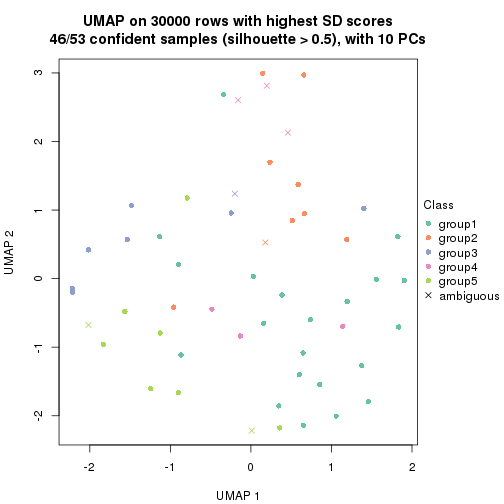 UMAP on 30000 rows with highest SD scores
46/53 confident samples (silhouette > 0.5), with 10 PCs
3
2
1
0
-1
-2
UMAP 2
-2
-1
0
1
2
UMAP 1
Class
group1
group2
group3
group4
group5
ambiguous